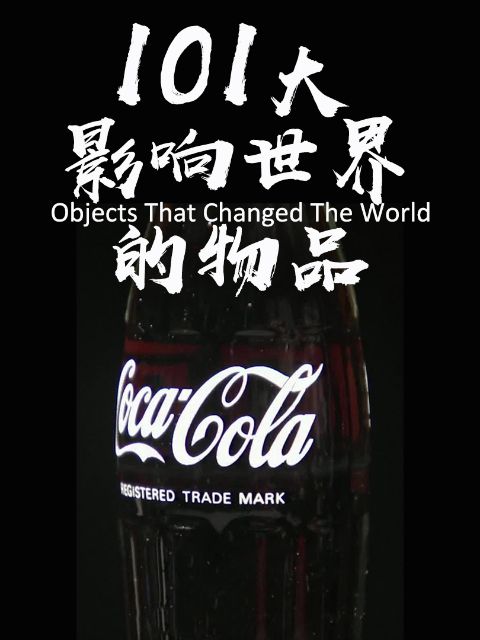 101大
影响世界
Objects That Changed The World
的物品
Coca-Cola
REGISTERED TRADE MARK